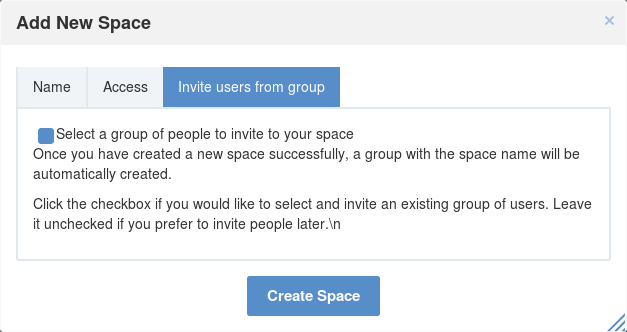 Add New Space
×
Name
Access
Invite users from group
Select a group of people to invite to your space
Once you have created a new space successfully, a group with the space name will be
automatically created.
Click the checkbox if you would like to select and invite an existing group of users. Leave
it unchecked if you prefer to invite people later.\n
Create Space